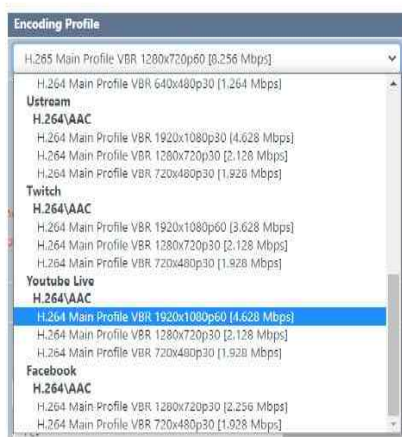 Encoding Profile
H.265 Main Profile VBR 1280x720p60 [8.256 Mbps]
H.264 Main Profile VBR 640x480p30 [1.264 Mbps]
Ustream
H.264\AAC
H.264 Main Profile VBR 1920x1080p30 [4.628 Mbps]
H.264 Main Profile VBR 1280x720p30 [2.128 Mbps]
H.264 Main Profile VBR 720x480p30 [1.928 Mbps]
Twitch
H.264\AAC
H.264 Main Profile VBR 1920x1080p60 [3.628 Mbps]
H.264 Main Profile VBR 1280x720p30 [2.128 Mbps]
H.264 Main Profile VBR 720x480p30 [1.928 Mbps]
Youtube Live
H.264\AAC
H.264 Main Profile VBR 1920x1080p60 [4.628 Mbps]
H.264 Main Profile VBR 1280x720p30 [2.128 Mbps]
H.264 Main Profile VBR 720x480p30 [1.928 Mbps]
Facebook
H.264\AAC
H.264 Main Profile VBR 1280x720p30 [2.256 Mbps]
H.264 Main Profile VBR 720x480p30 [1.928 Mbps]